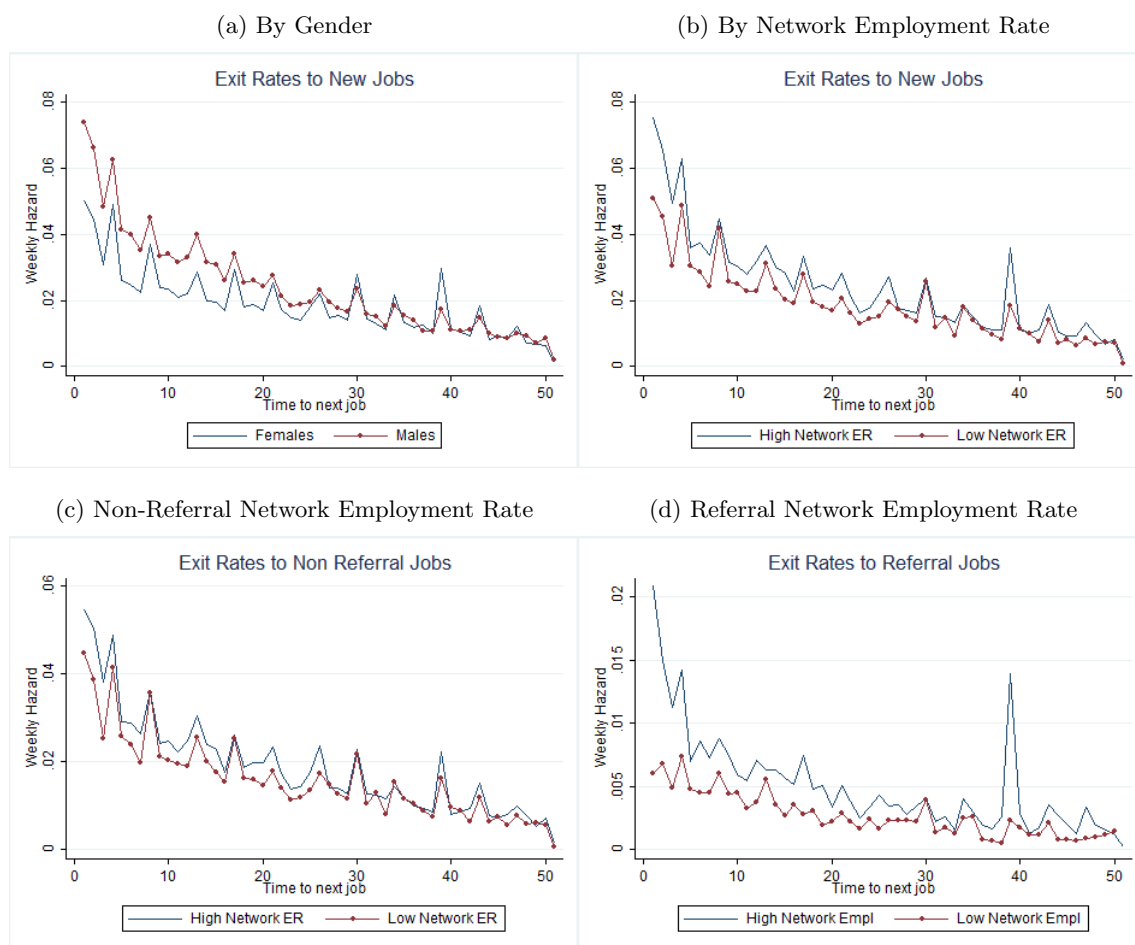 (a) By Gender
(b) By Network Employment Rate
Exit Rates to New Jobs
Weekly Hazard
.08
.06
.04
.02
0
0 10 20 30 40 50
Time to next job
Females Males
Exit Rates to New Jobs
Weekly Hazard
.08
.06
.04
.02
0
0 10 20 30 40 50
Time to next job
High Network ER Low Network ER
(c) Non-Referral Network Employment Rate
(d) Referral Network Employment Rate
Exit Rates to Non Referral Jobs
Weekly Hazard
.06
.04
.02
0
0 10 20 30 40 50
Time to next job
High Network ER Low Network ER
Exit Rates to Referral Jobs
Weekly Hazard
.02
.015
.01
.005
0
0 10 20 30 40 50
Time to next job
High Network Empl Low Network Empl